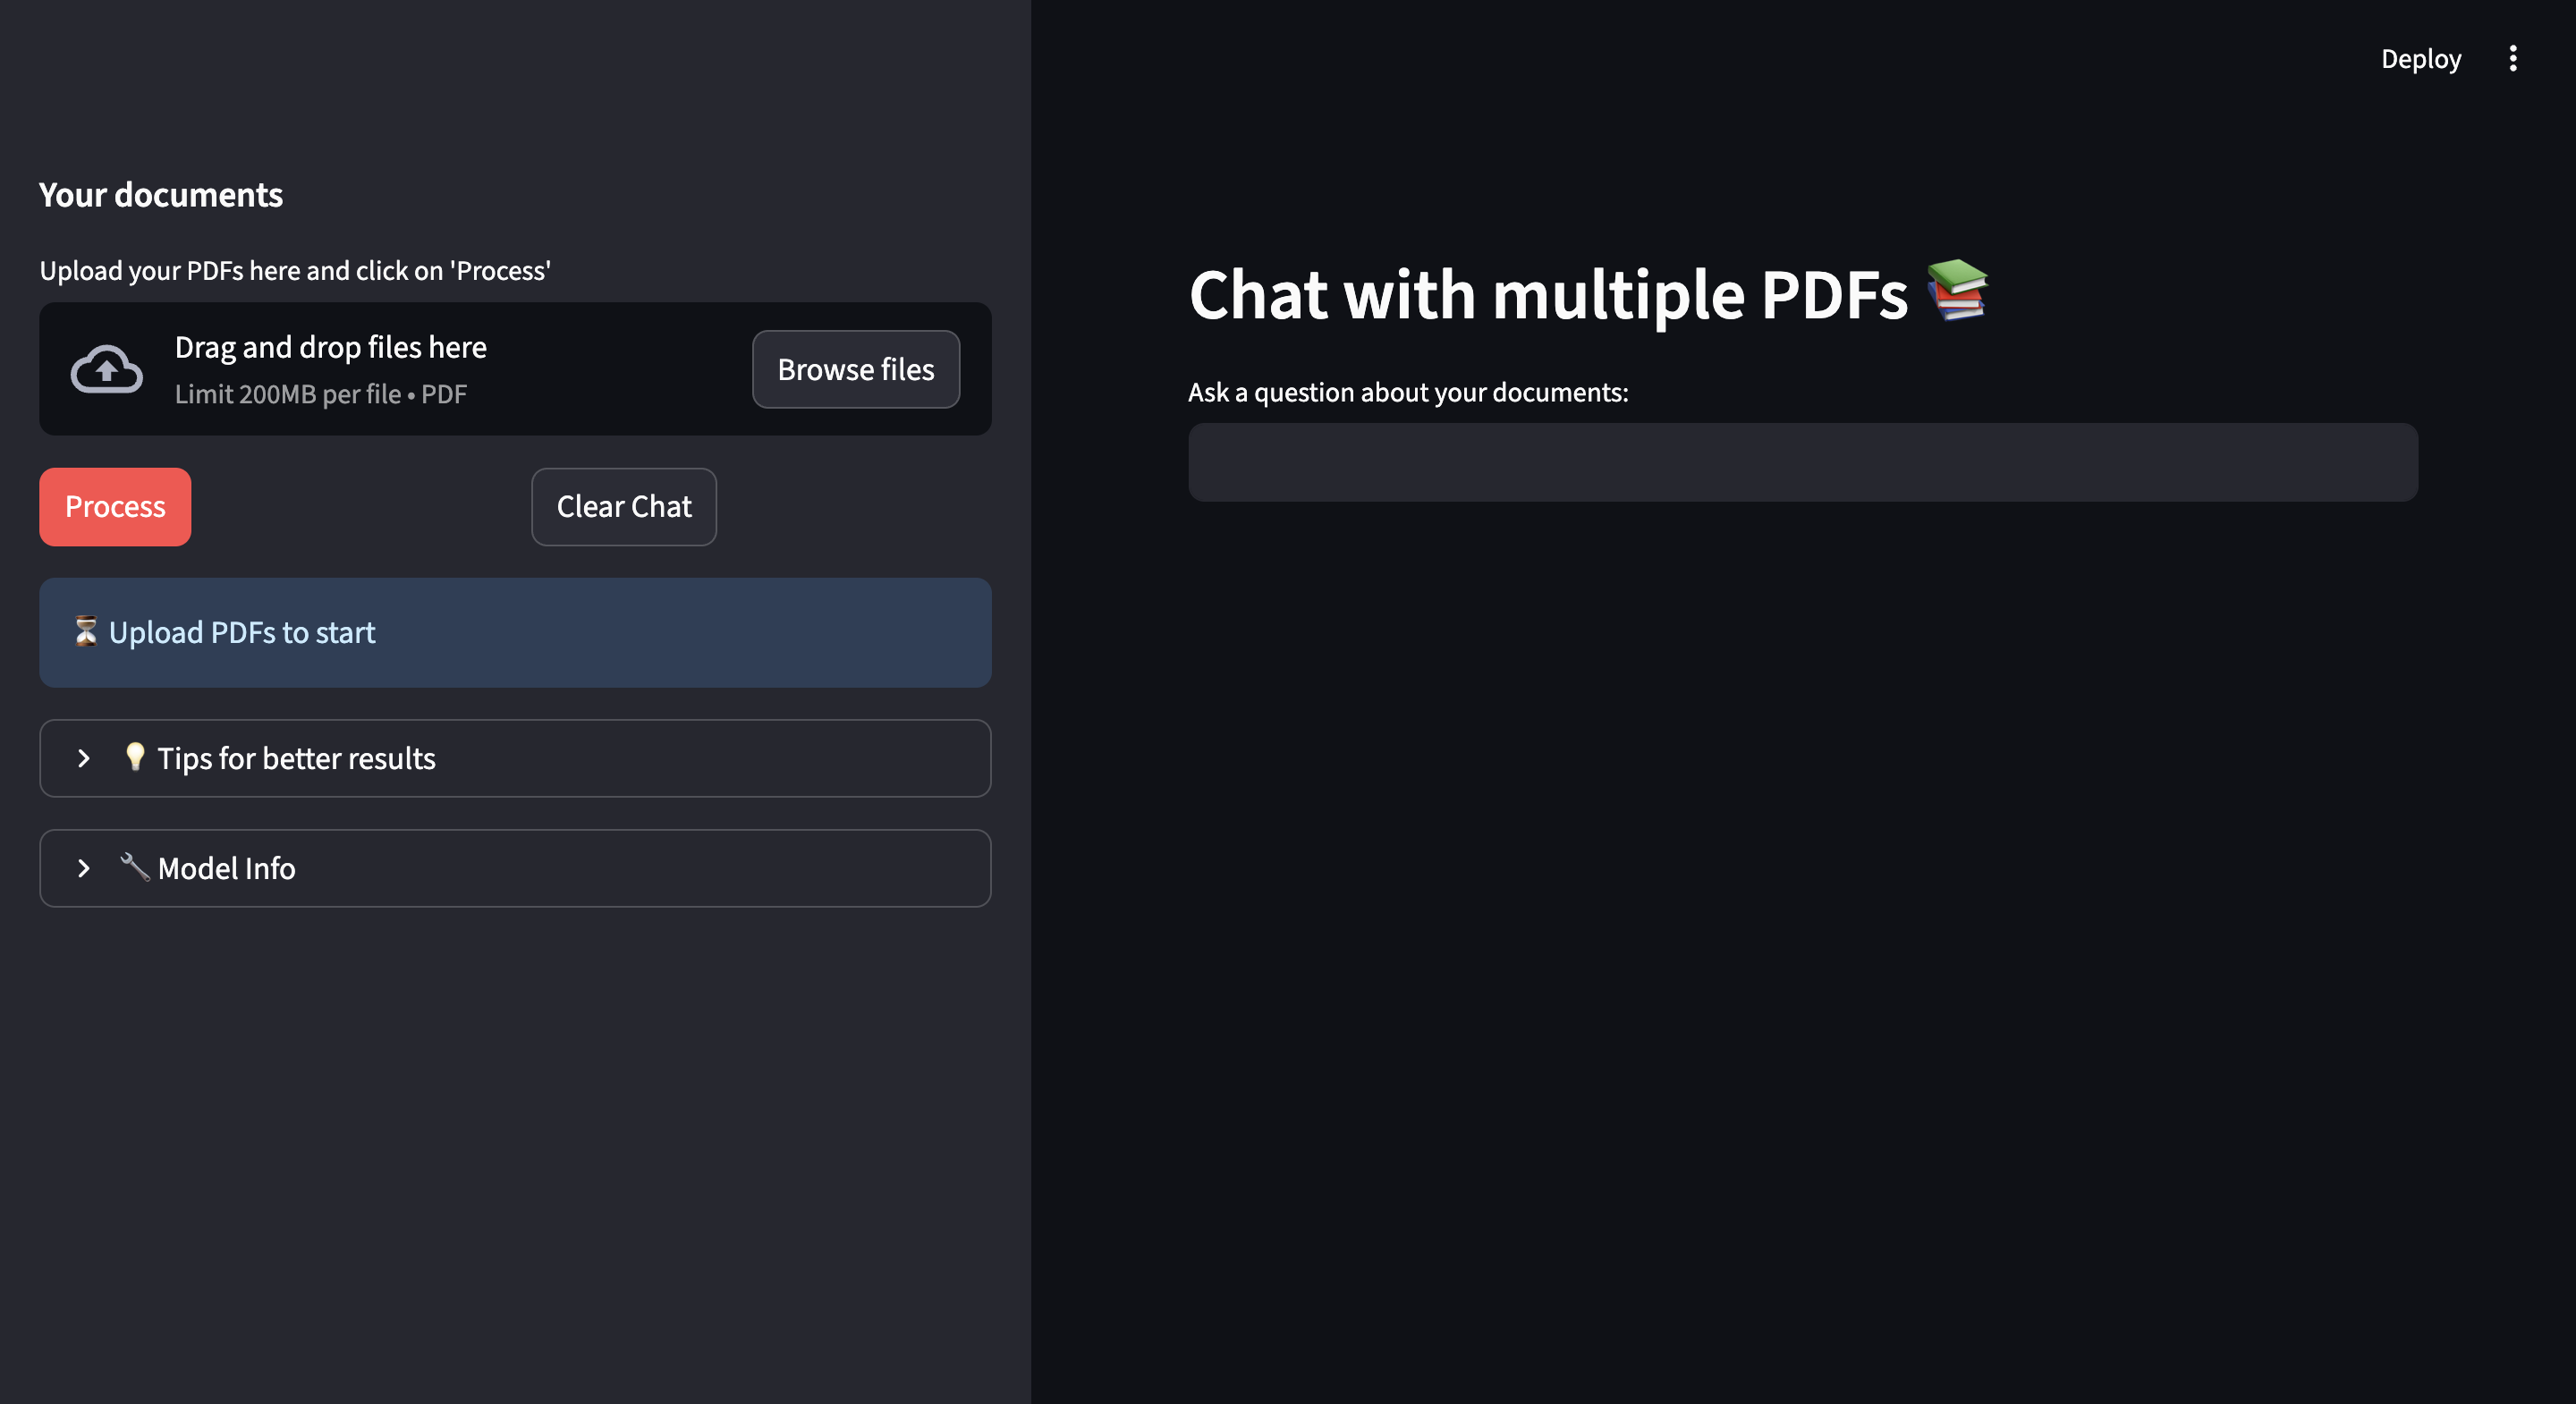 Deploy
Your documents
Upload your PDFs here and click on 'Process'
Drag and drop files here
Limit 200MB per file • PDF
Browse files
Process
Clear Chat
⏳ Upload PDFs to start
💡 Tips for better results
🔧 Model Info
Chat with multiple PDFs 📚
Ask a question about your documents: